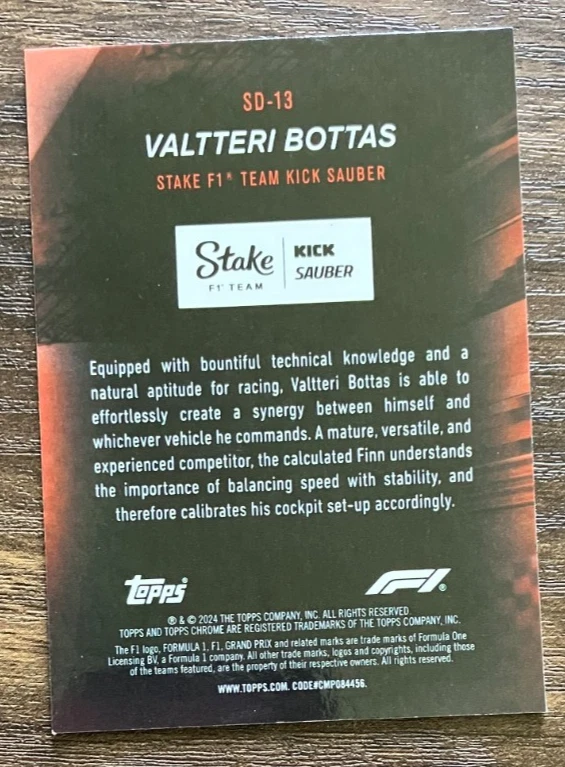 SD-13
VALTTERI BOTTAS
STAKE F1® TEAM KICK SAUBER
Stake
F1® TEAM
KICK
SAUBER
Equipped with bountiful technical knowledge and a
natural aptitude for racing, Valtteri Bottas is able to
effortlessly create a synergy between himself and
whichever vehicle he commands. A mature, versatile, and
experienced competitor, the calculated Finn understands
the importance of balancing speed with stability, and
therefore calibrates his cockpit set-up accordingly.
topps
F1®
® & © 2024 THE TOPPS COMPANY, INC. ALL RIGHTS RESERVED.
TOPPS AND TOPPS CHROME ARE REGISTERED TRADEMARKS OF THE TOPPS COMPANY, INC.
The F1 logo, FORMULA 1, F1, GRAND PRIX and related marks are trade marks of Formula One
Licensing BV, a Formula 1 company. All other trade marks, logos and copyrights, including those
of the teams featured, are the property of their respective owners. All rights reserved.
WWW.TOPPS.COM. CODE#CMP084456.